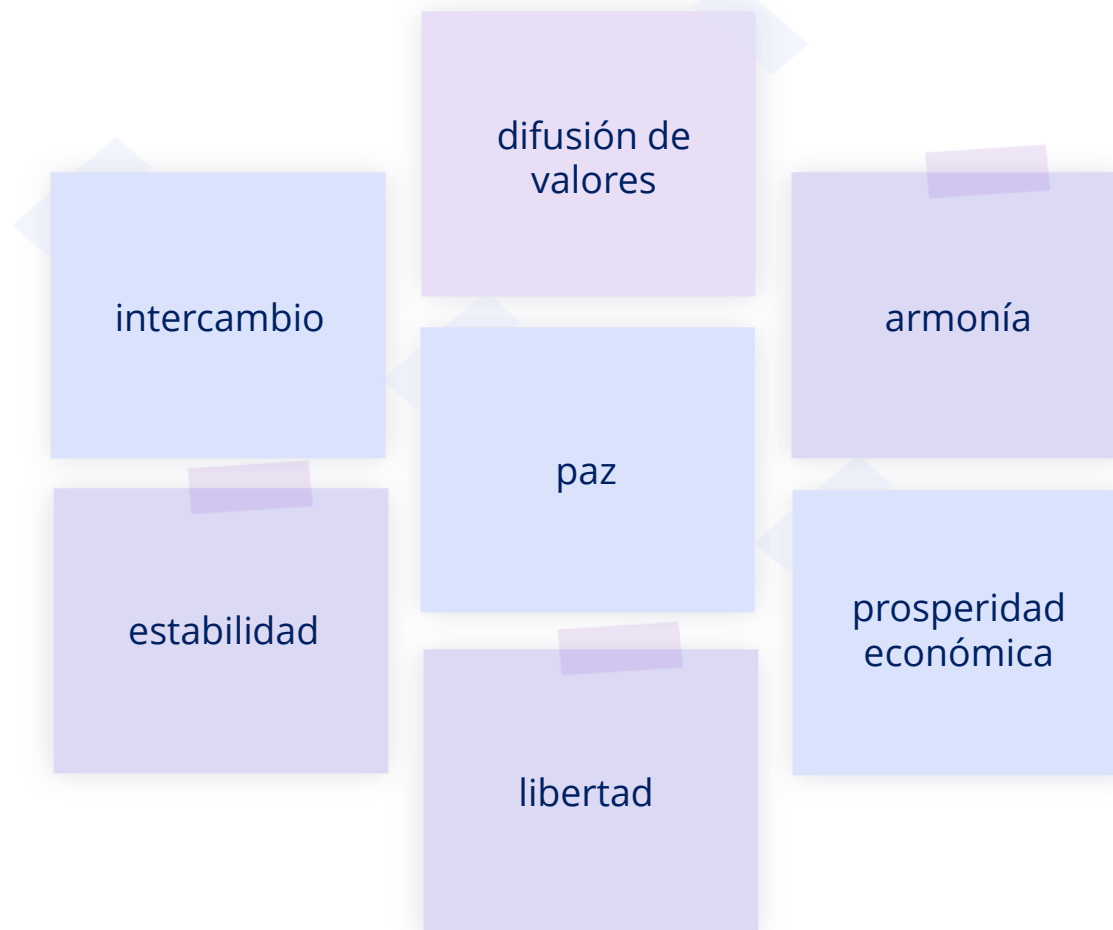 difusión de
valores
intercambio
armonía
paz
estabilidad
prosperidad
económica
libertad